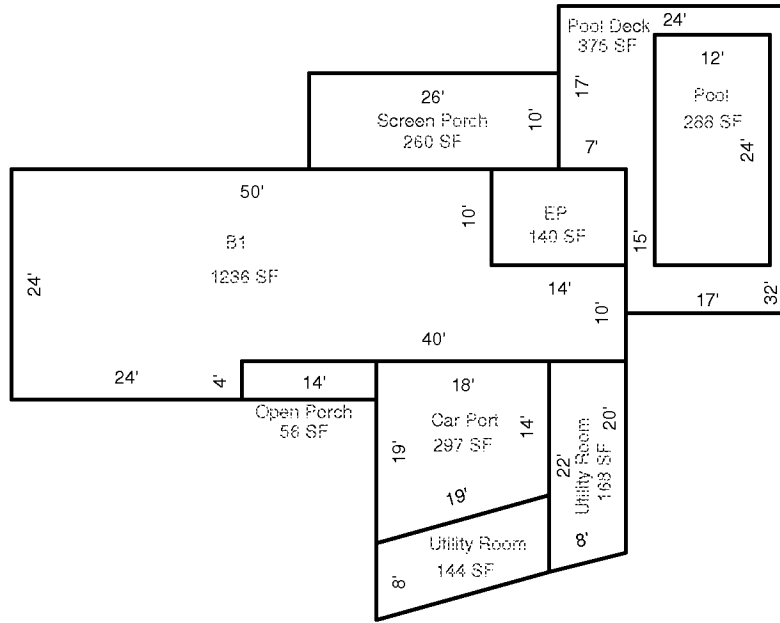 Pool Deck
24'
375 SF
12'
17'
Pool
288 SF
24'
26'
Screen Porch
260 SF
10'
7'
50'
10'
EP
140 SF
B1
1236 SF
24'
15'
14'
10'
32'
17'
40'
24'
4'
14'
18'
Open Porch
56 SF
Car Port
297 SF
14'
19'
19'
20'
22'
Utility Room
168 SF
8'
Utility Room
144 SF
8'